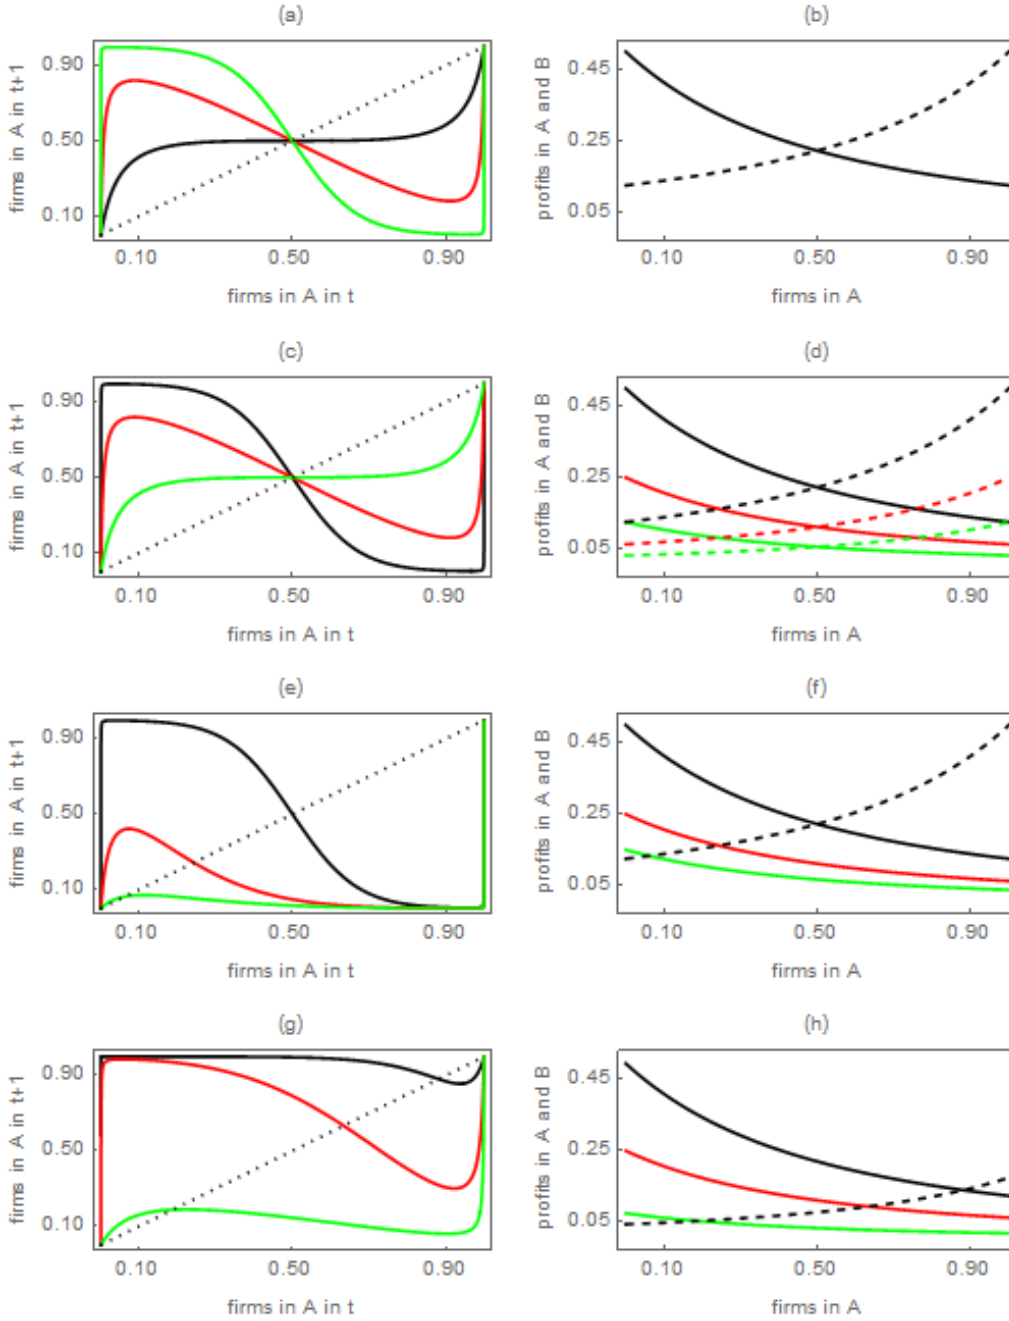 (a)
firms in A in t+1
0.90
0.50
0.10
0.10 0.50 0.90
firms in A in t
(b)
profits in A and B
0.45
0.25
0.05
0.10 0.50 0.90
firms in A
(c)
firms in A in t+1
0.90
0.50
0.10
0.10 0.50 0.90
firms in A in t
(d)
profits in A and B
0.45
0.25
0.05
0.10 0.50 0.90
firms in A
(e)
firms in A in t+1
0.90
0.50
0.10
0.10 0.50 0.90
firms in A in t
(f)
profits in A and B
0.45
0.25
0.05
0.10 0.50 0.90
firms in A
(g)
firms in A in t+1
0.90
0.50
0.10
0.10 0.50 0.90
firms in A in t
(h)
profits in A and B
0.45
0.25
0.05
0.10 0.50 0.90
firms in A